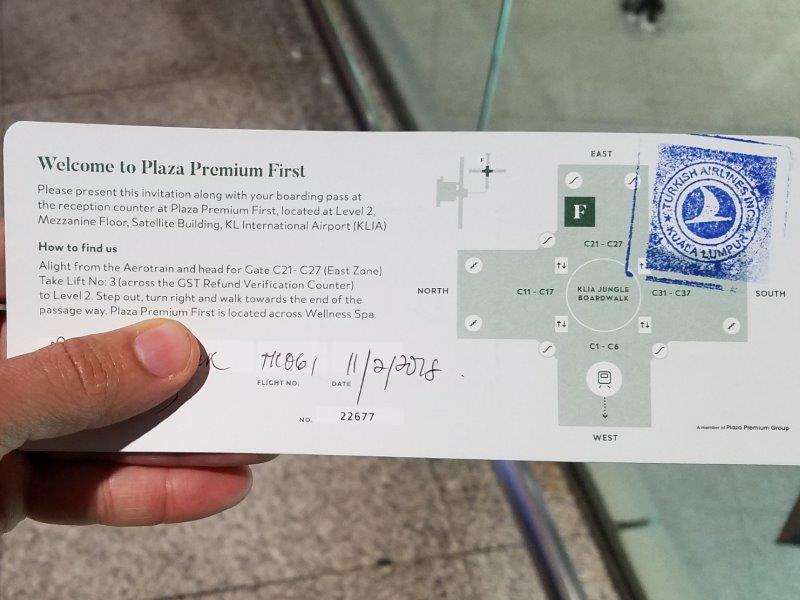 Welcome to Plaza Premium First
Please present this invitation along with your boarding pass at
the reception counter at Plaza Premium First, located at Level 2,
Mezzanine Floor, Satellite Building, KL International Airport (KLIA)
How to find us
Alight from the Aerotrain and head for Gate C21- C27 (East Zone)
Take Lift No: 3 (across the GST Refund Verification Counter)
to Level 2. Step out, turn right and walk towards the end of the
passage way. Plaza Premium First is located across Wellness Spa.
TK061 11/2/2018
FLIGHT NO. DATE
NO. 22677
F
EAST
F
C21 - C27
NORTH
C11 - C17
KLIA JUNGLE
BOARDWALK
C31 - C37
SOUTH
C1 - C6
WEST
TURKISH AIRLINES INC.
KUALA LUMPUR
A member of Plaza Premium Group